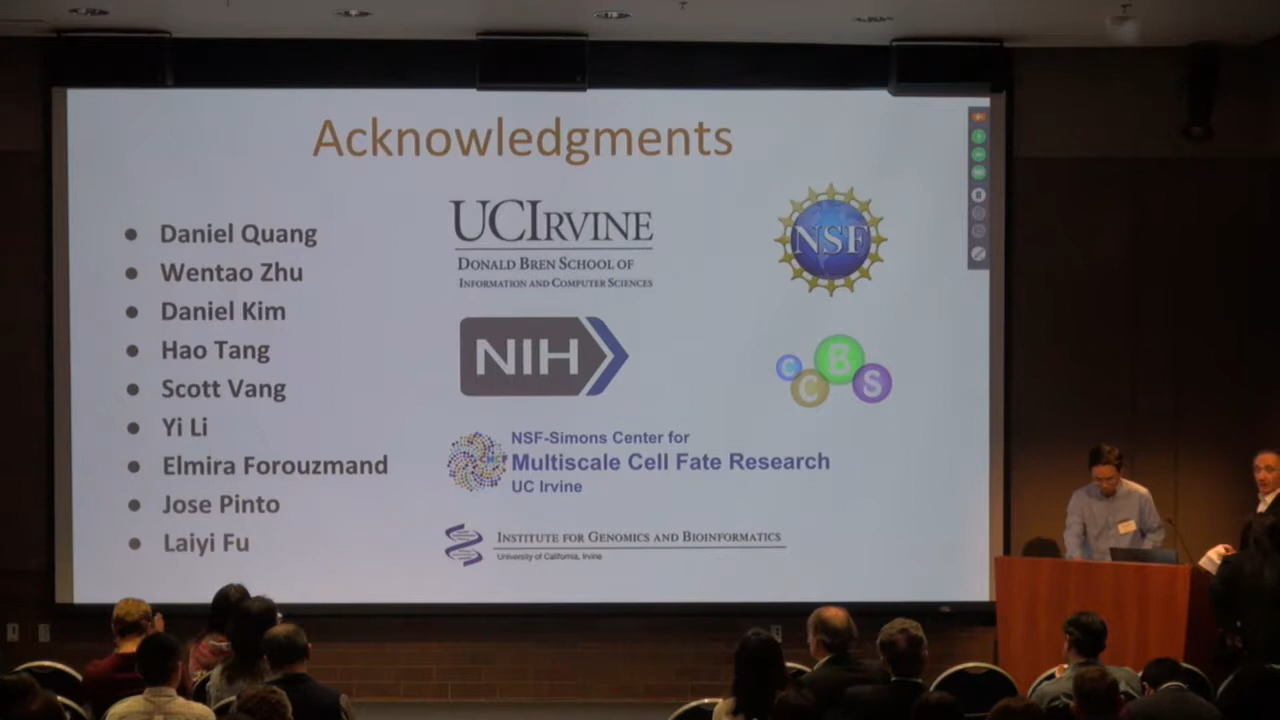 Acknowledgments
• Daniel Quang
• Wentao Zhu
• Daniel Kim
• Hao Tang
• Scott Vang
• Yi Li
• Elmira Forouzmand
• Jose Pinto
• Laiyi Fu
UCIRVINE
DONALD BREN SCHOOL OF
INFORMATION AND COMPUTER SCIENCES
NSF
NIH
C C B S
NSF-Simons Center for
Multiscale Cell Fate Research
UC Irvine
INSTITUTE FOR GENOMICS AND BIOINFORMATICS
University of California, Irvine